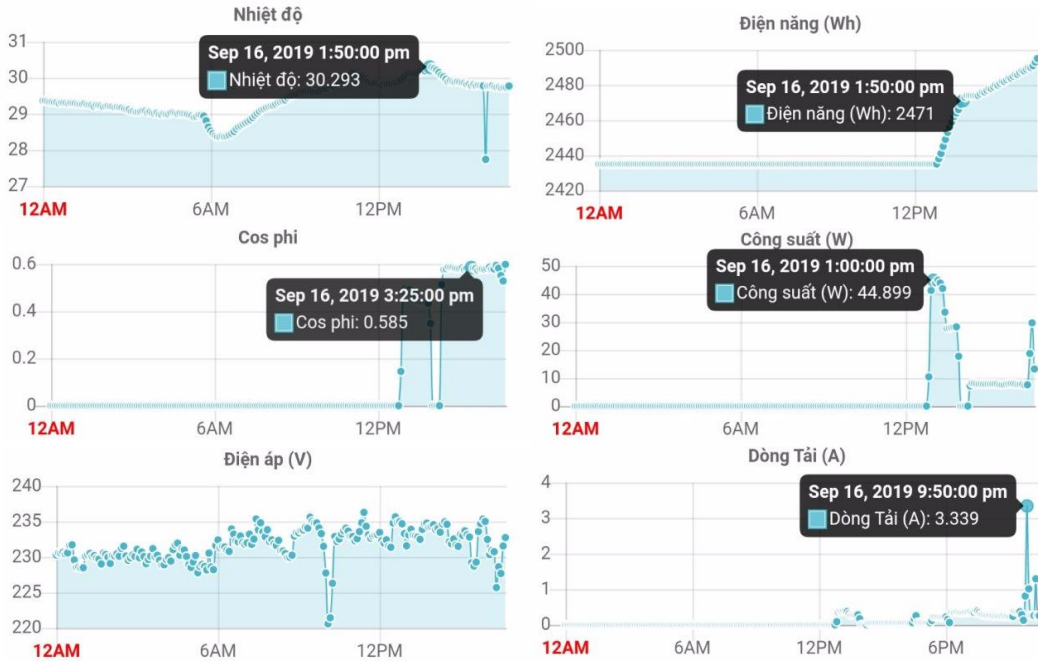 Nhiệt độ
31
30
29
28
27
Sep 16, 2019 1:50:00 pm
Nhiệt độ: 30.293
12AM 6AM 12PM
Điện năng (Wh)
2500
2480
2460
2440
2420
Sep 16, 2019 1:50:00 pm
Điện năng (Wh): 2471
12AM 6AM 12PM
Cos phi
0.6
0.4
0.2
0
Sep 16, 2019 3:25:00 pm
Cos phi: 0.585
12AM 6AM 12PM
Công suất (W)
50
40
30
20
10
0
Sep 16, 2019 1:00:00 pm
Công suất (W): 44.899
12AM 6AM 12PM
Điện áp (V)
240
235
230
225
220
12AM 6AM 12PM
Dòng Tải (A)
4
3
2
1
0
Sep 16, 2019 9:50:00 pm
Dòng Tải (A): 3.339
12AM 6AM 12PM 6PM